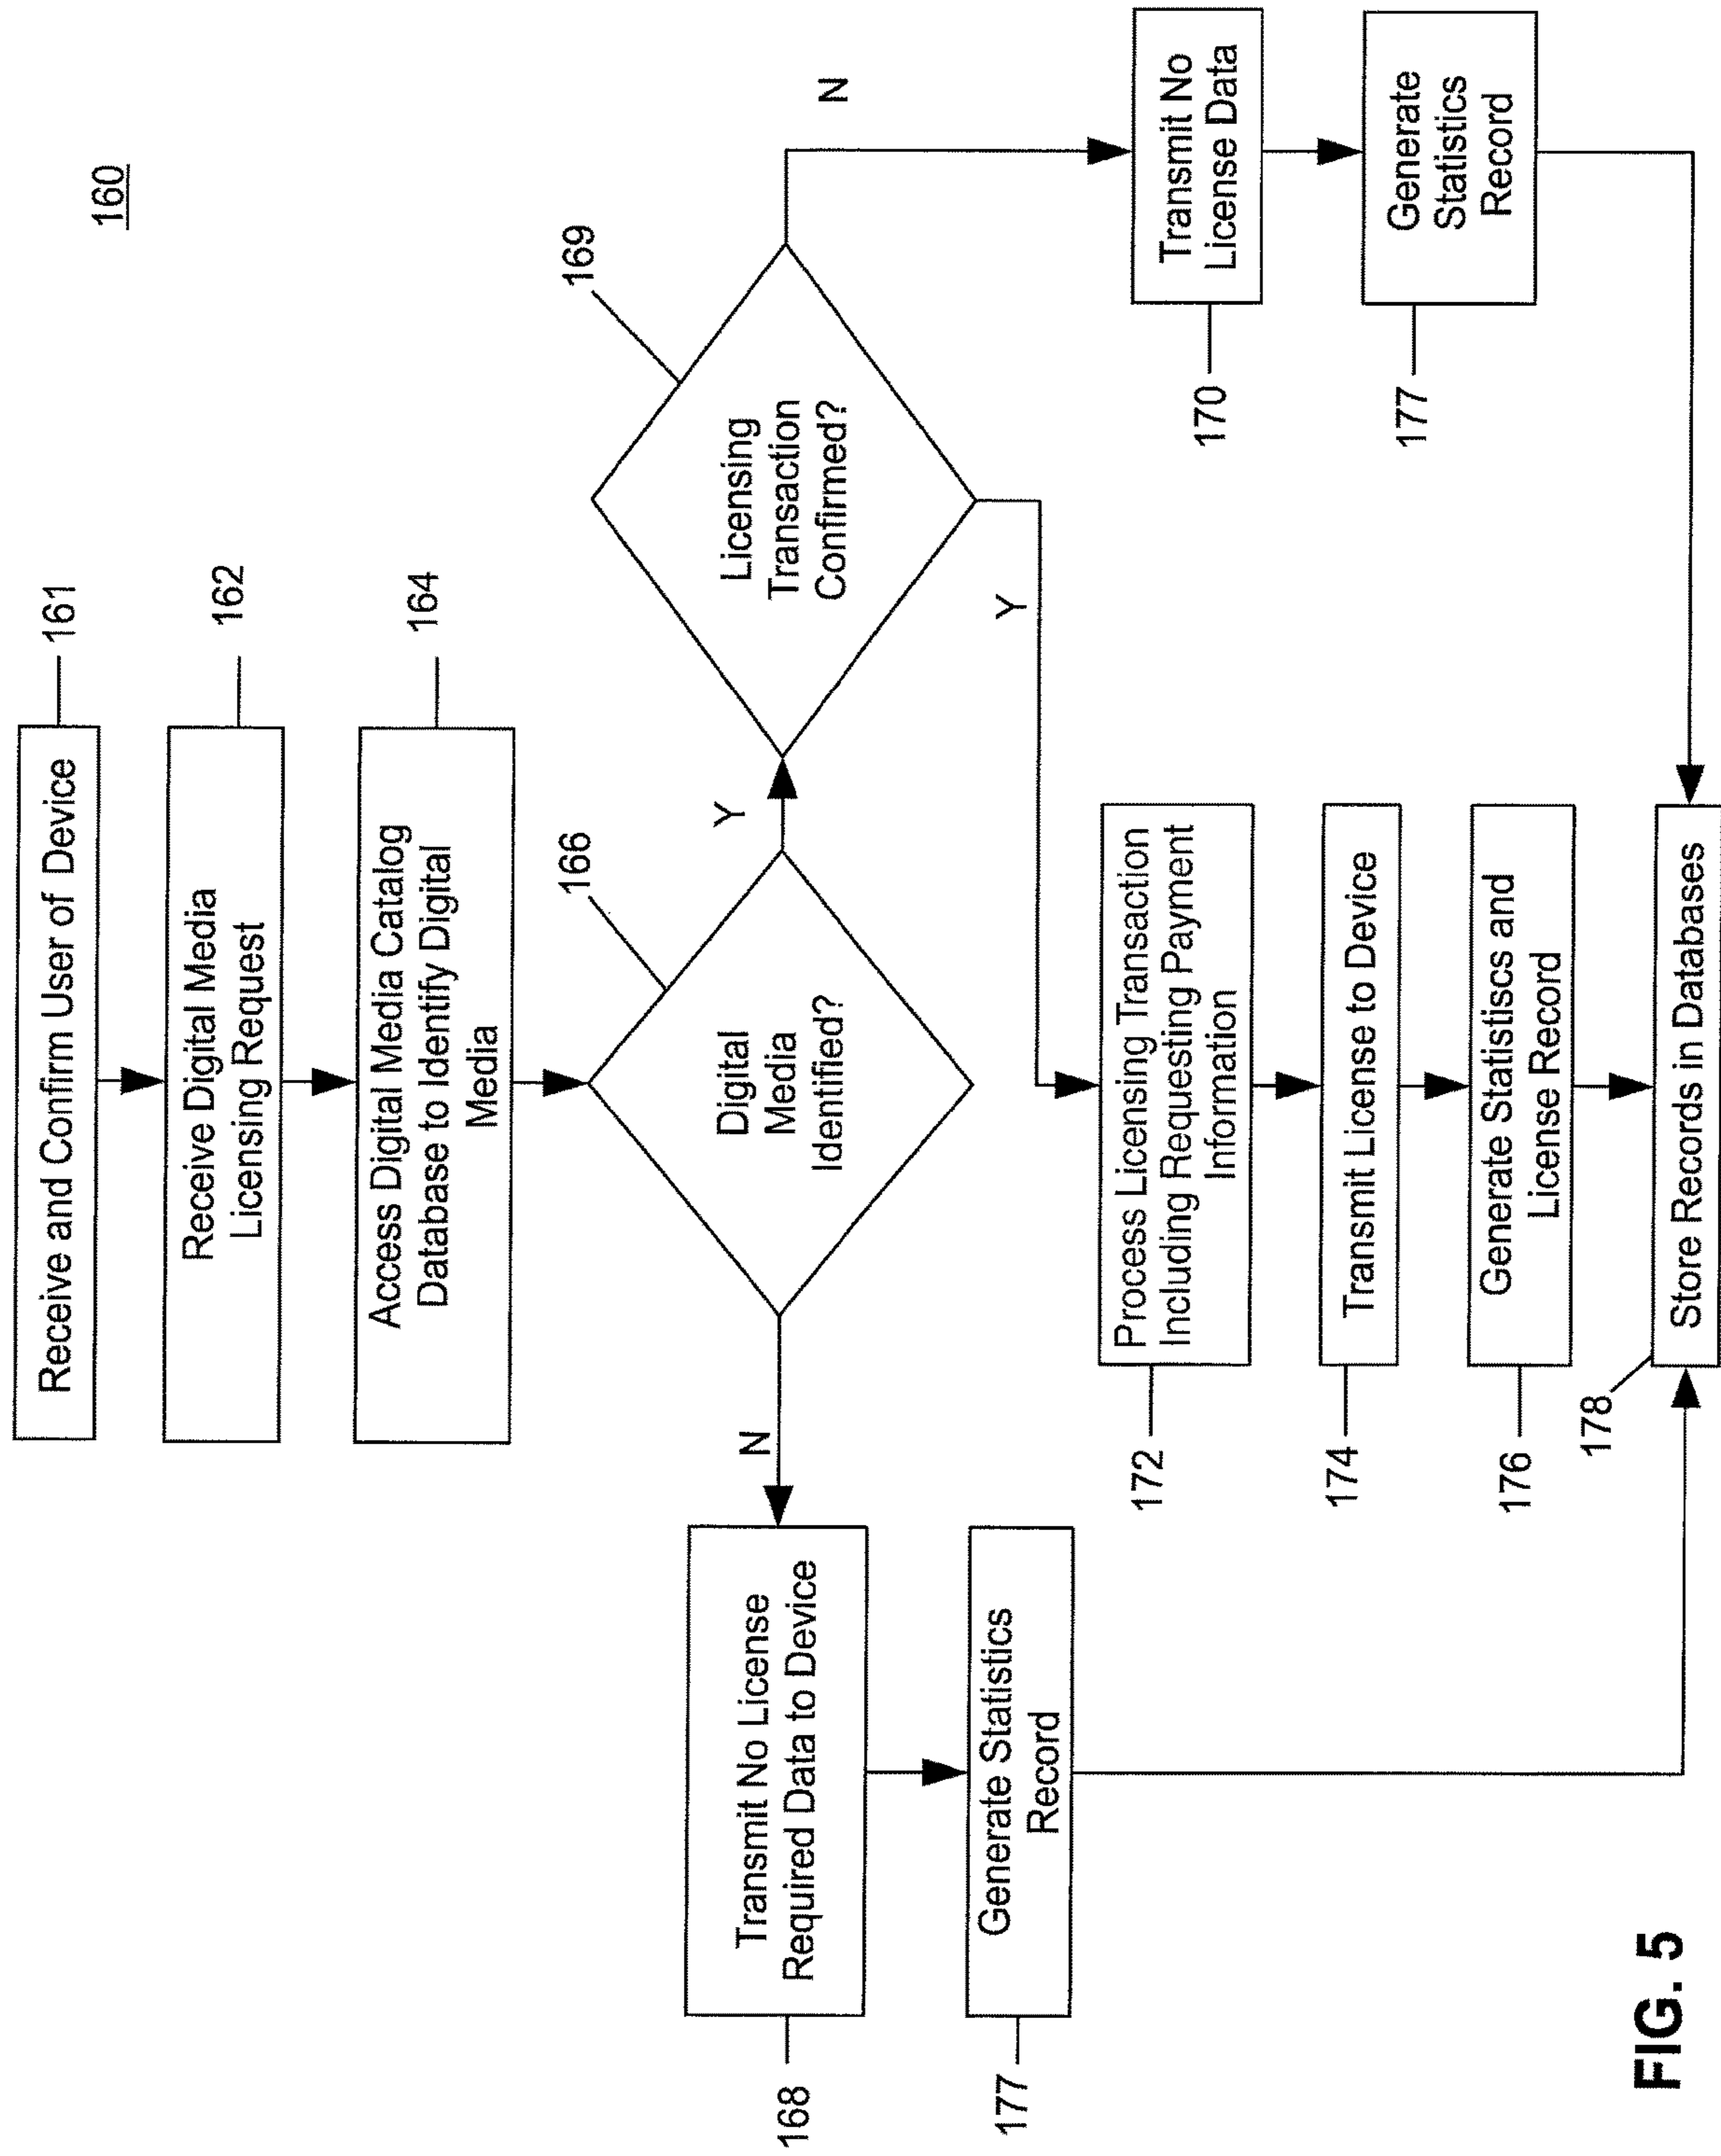 160
Receive and Confirm User of Device
161
Receive Digital Media
Licensing Request
162
Access Digital Media Catalog
Database to Identify Digital
Media
164
Digital
Media
Identified?
166
Y
N
Licensing
Transaction
Confirmed?
169
Y
N
Transmit No License
Required Data to Device
168
Generate Statistics
Record
177
Process Licensing Transaction
Including Requesting Payment
Information
172
Transmit License to Device
174
Generate Statistiscs and
License Record
176
Transmit No
License Data
170
Generate
Statistics
Record
177
Store Records in Databases
178
FIG. 5